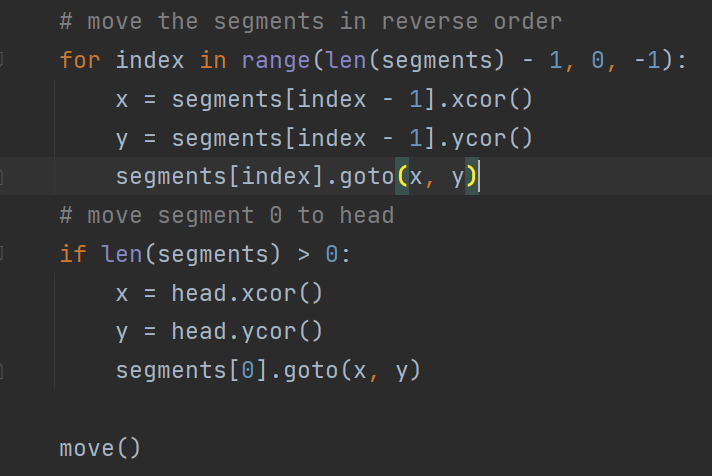 # move the segments in reverse order
for index in range(len(segments) - 1, 0, -1):
    x = segments[index - 1].xcor()
    y = segments[index - 1].ycor()
    segments[index].goto(x, y)
# move segment 0 to head
if len(segments) > 0:
    x = head.xcor()
    y = head.ycor()
    segments[0].goto(x, y)

move()